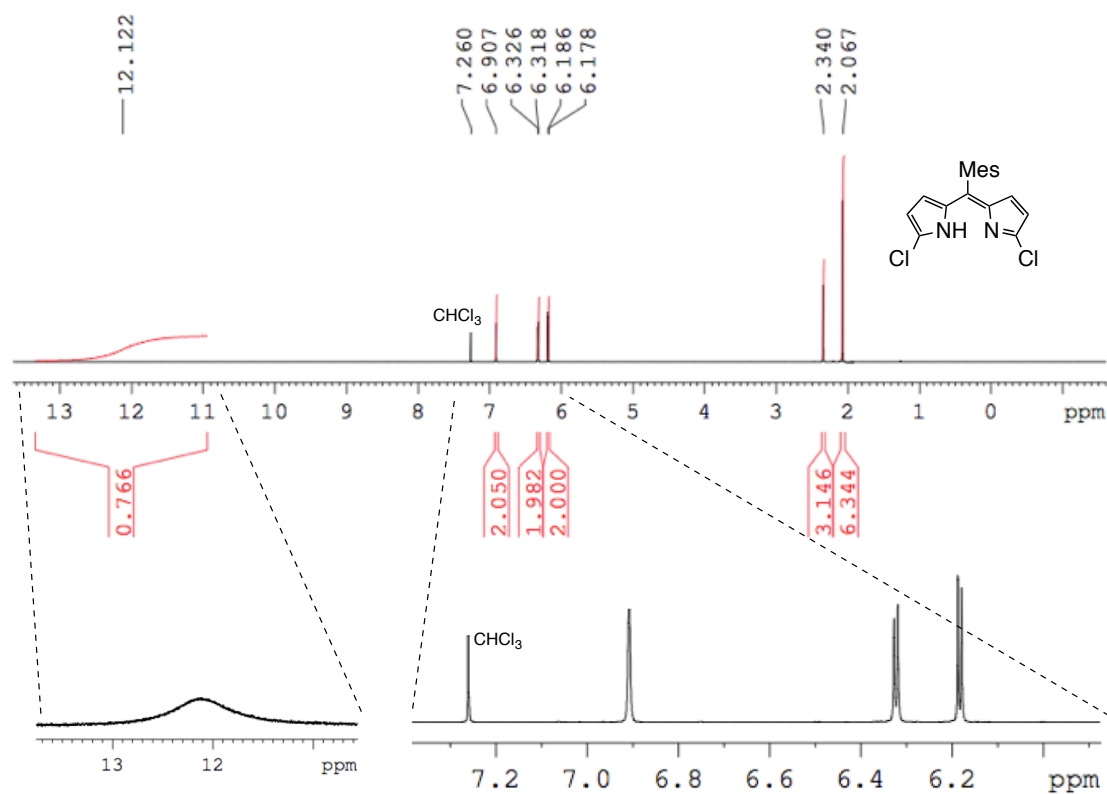 12.122
7.260
6.907
6.326
6.318
6.186
6.178
2.340
2.067
Mes
NH
N
Cl
Cl
CHCl3
13 12 11 10 9 8 7 6 5 4 3 2 1 0 ppm
0.766
2.050
1.982
2.000
3.146
6.344
CHCl3
13 12 ppm
7.2 7.0 6.8 6.6 6.4 6.2 ppm